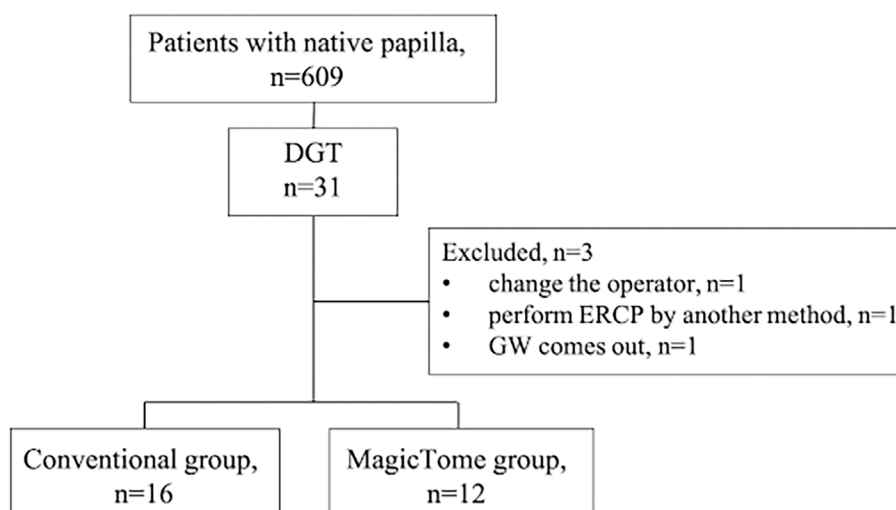 Patients with native papilla,
n=609
DGT
n=31
Excluded, n=3
• change the operator, n=1
• perform ERCP by another method, n=1
• GW comes out, n=1
Conventional group,
n=16
MagicTome group,
n=12